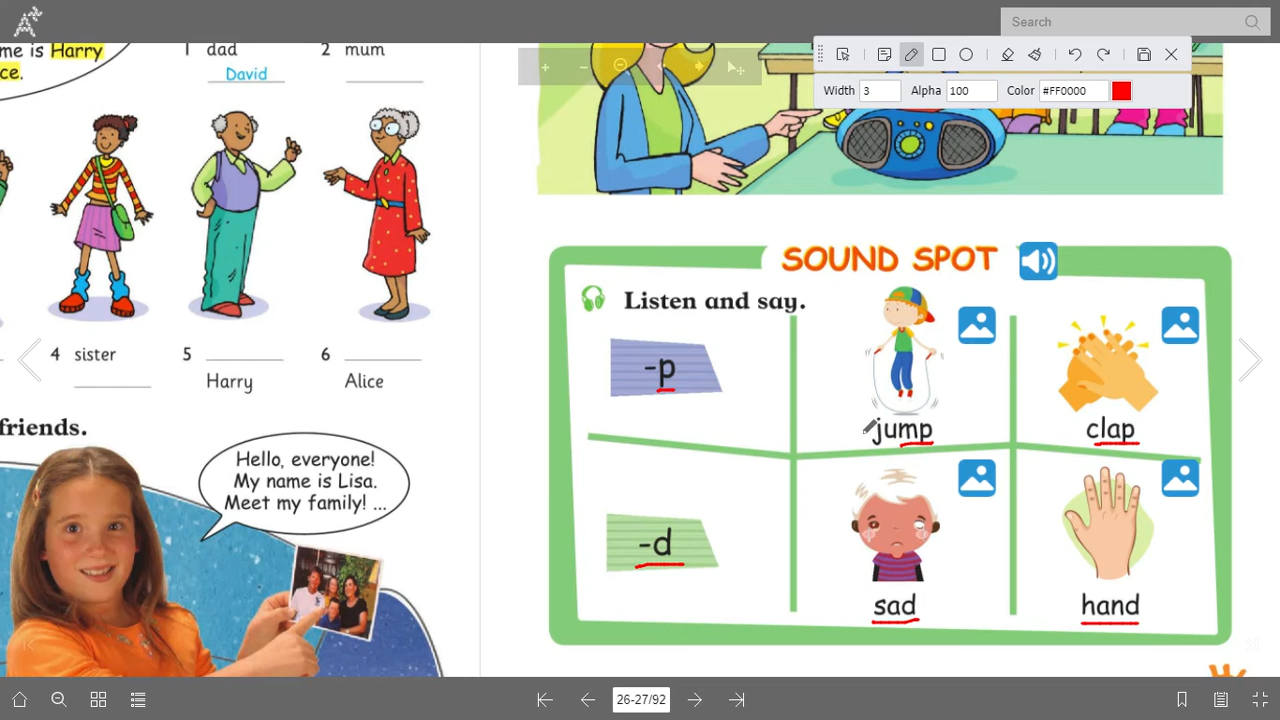 Search
me is Harry
ce.
1 dad
David
2 mum
Width 3 Alpha 100 Color #FF0000
4 sister
5
Harry
6
Alice
friends.
Hello, everyone!
My name is Lisa.
Meet my family! ...
SOUND SPOT
Listen and say.
-p
jump
clap
-d
sad
hand
26-27/92